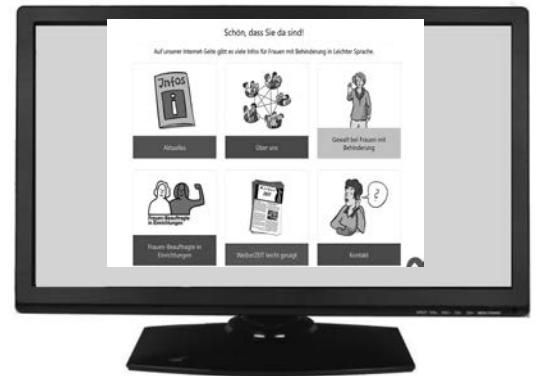 Schön, dass Sie da sind!
Auf unserer Internet-Seite gibt es viele Infos für Frauen mit Behinderung in Leichter Sprache.
Infos
i
Aktuelles
Über uns
Gewalt bei Frauen mit
Behinderung
Frauen-Beauftragte
in Einrichtungen
Frauen-Beauftragte in
Einrichtungen
ZEIT
WeiberZEIT leicht gesagt
?
Kontakt